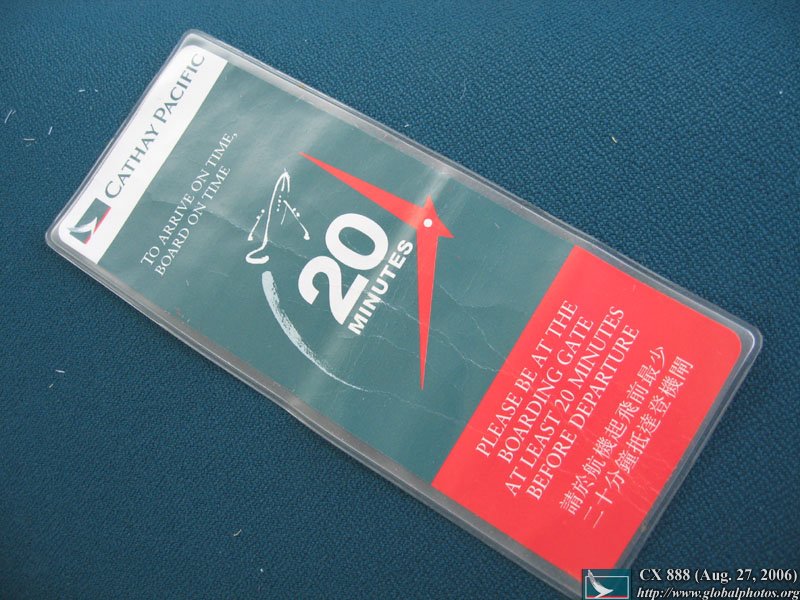 CATHAY PACIFIC
TO ARRIVE ON TIME,
BOARD ON TIME
20
MINUTES
PLEASE BE AT THE
BOARDING GATE
AT LEAST 20 MINUTES
BEFORE DEPARTURE
請於航機起飛前最少
二十分鐘抵達登機閘
CX 888 (Aug. 27, 2006)
http://www.globalphotos.org